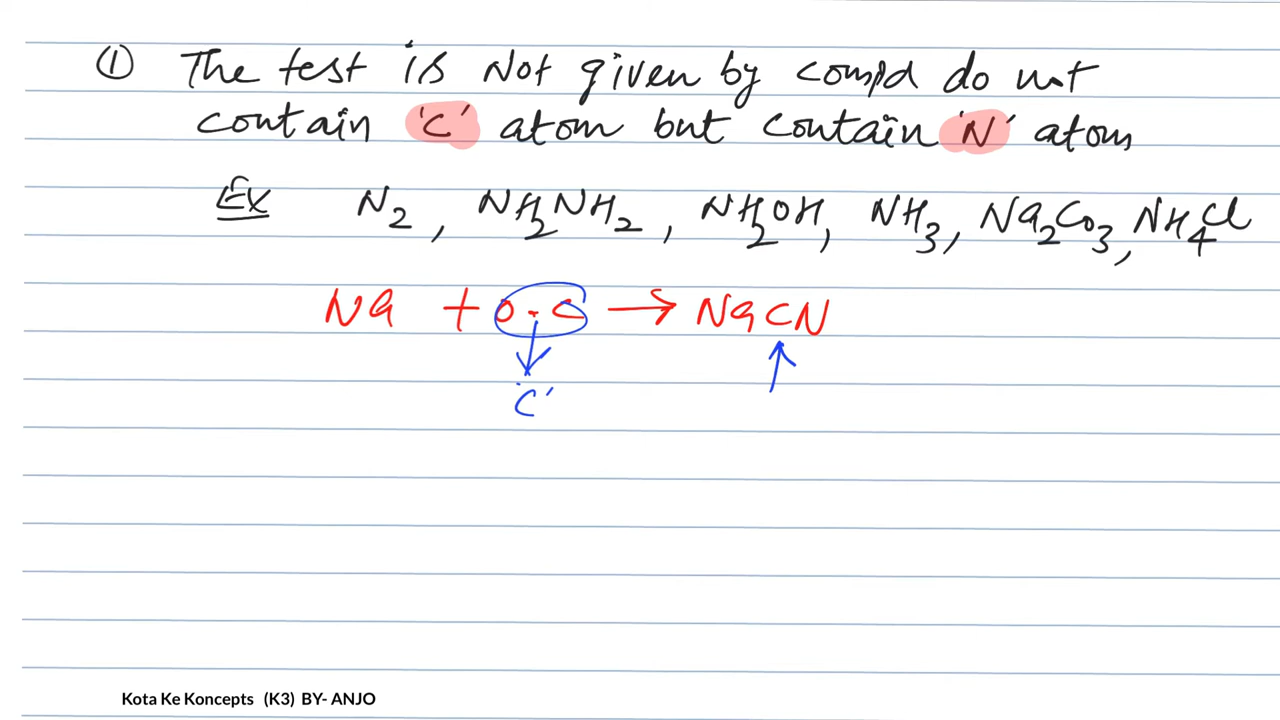 ① The test is Not given by compd do not
contain 'C' atom but contain 'N' atom
Ex N2, NH2NH2, NH2OH, NH3, Na2CO3, NH4Cl
Na + O.C → NaCN
'C'
Kota Ke Koncepts (K3) BY- ANJO